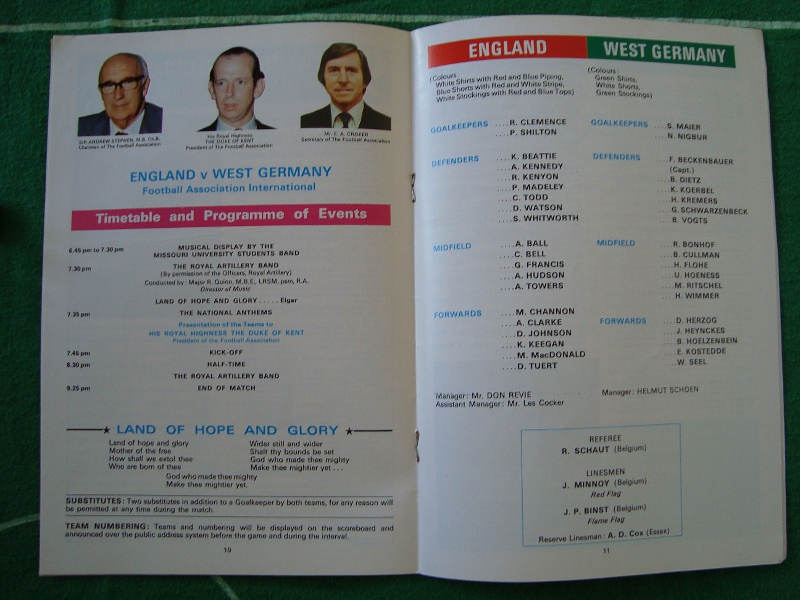 SIR ANDREW STEPHEN, M.B. Ch.B.
Chairman of The Football Association
His Royal Highness
THE DUKE OF KENT
President of The Football Association
Mr. E. A. CROKER
Secretary of The Football Association
ENGLAND v WEST GERMANY
Football Association International
Timetable and Programme of Events
6.45 pm to 7.30 pm MUSICAL DISPLAY BY THE
MISSOURI UNIVERSITY STUDENTS BAND
7.30 pm THE ROYAL ARTILLERY BAND
(By permission of the Officers, Royal Artillery)
Conducted by: Major R. Quinn, M.B.E., LRSM, psm, R.A.
Director of Music
LAND OF HOPE AND GLORY ..... Elgar
7.35 pm THE NATIONAL ANTHEMS
Presentation of the Teams to
HIS ROYAL HIGHNESS THE DUKE OF KENT
President of the Football Association
7.45 pm KICK-OFF
8.30 pm HALF-TIME
THE ROYAL ARTILLERY BAND
9.25 pm END OF MATCH
LAND OF HOPE AND GLORY
Land of hope and glory
Mother of the free
How shall we extol thee
Who are born of thee
Wider still and wider
Shalt thy bounds be set
God who made thee mighty
Make thee mightier yet ...
God who made thee mighty
Make thee mightier yet.
SUBSTITUTES: Two substitutes in addition to a Goalkeeper by both teams, for any reason will
be permitted at any time during the match.
TEAM NUMBERING: Teams and numbering will be displayed on the scoreboard and
announced over the public address system before the game and during the interval.
10
ENGLAND
(Colours:
White Shirts with Red and Blue Piping,
Blue Shorts with Red and White Stripe,
White Stockings with Red and Blue Tops)
GOALKEEPERS ....R. CLEMENCE
....P. SHILTON
DEFENDERS ....K. BEATTIE
....A. KENNEDY
....R. KENYON
....P. MADELEY
....C. TODD
....D. WATSON
....S. WHITWORTH
MIDFIELD ....A. BALL
....C. BELL
....G. FRANCIS
....A. HUDSON
....A. TOWERS
FORWARDS ....M. CHANNON
....A. CLARKE
....D. JOHNSON
....K. KEEGAN
....M. MacDONALD
....D. TUERT
Manager: Mr. DON REVIE
Assistant Manager: Mr. Les Cocker
WEST GERMANY
(Colours:
Green Shirts,
White Shorts,
Green Stockings)
GOALKEEPERS ....S. MAIER
....N. NIGBUR
DEFENDERS ....F. BECKENBAUER
(Capt.)
....B. DIETZ
....K. KOERBEL
....H. KREMERS
....G. SCHWARZENBECK
....B. VOGTS
MIDFIELD ....R. BONHOF
....B. CULLMAN
....H. FLOHE
....U. HOENESS
....M. RITSCHEL
....H. WIMMER
FORWARDS ....D. HERZOG
....J. HEYNCKES
....B. HOELZENBEIN
....E. KOSTEDDE
....W. SEEL
Manager: HELMUT SCHOEN
REFEREE
R. SCHAUT (Belgium)
LINESMEN
J. MINNOY (Belgium)
Red Flag
J. P. BINST (Belgium)
Flame Flag
Reserve Linesman: A. D. Cox (Essex)
11